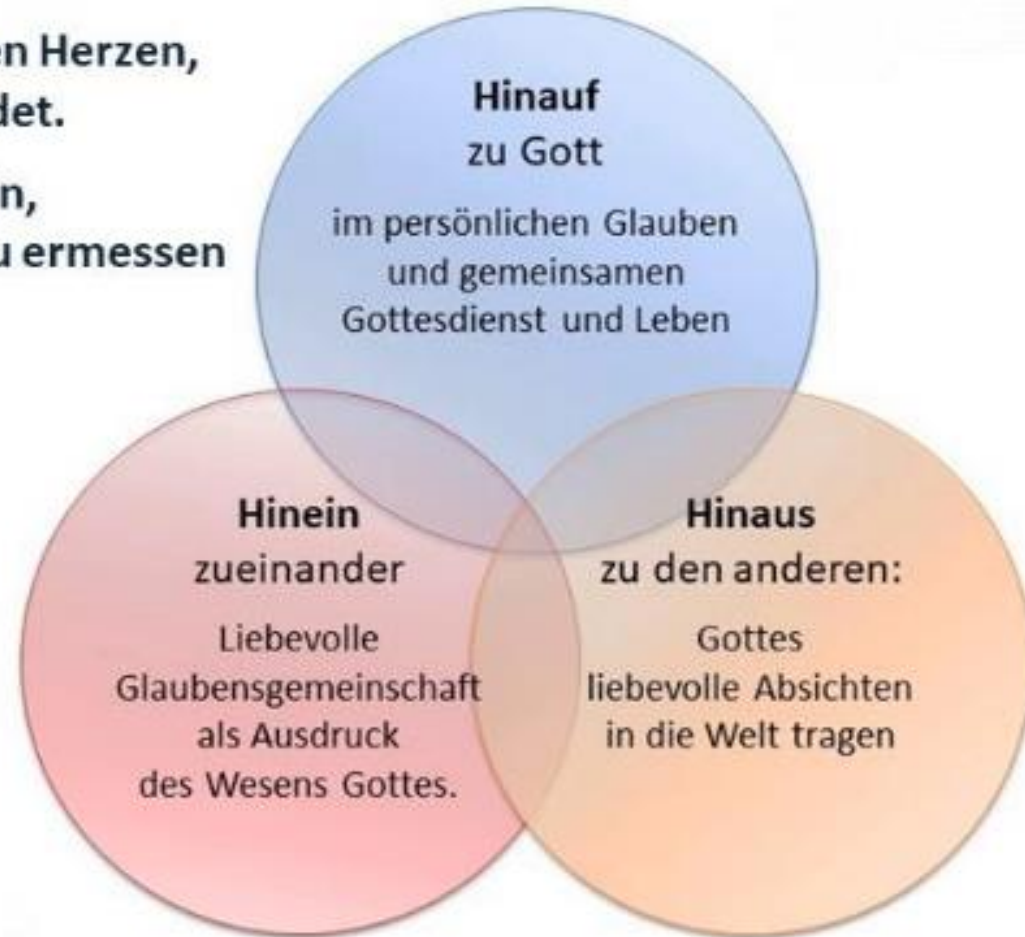 en Herzen,
det.
n,
u ermessen
Hinauf
zu Gott
im persönlichen Glauben
und gemeinsamen
Gottesdienst und Leben
Hinein
zueinander
Liebevolle
Glaubensgemeinschaft
als Ausdruck
des Wesens Gottes.
Hinaus
zu den anderen:
Gottes
liebevolle Absichten
in die Welt tragen